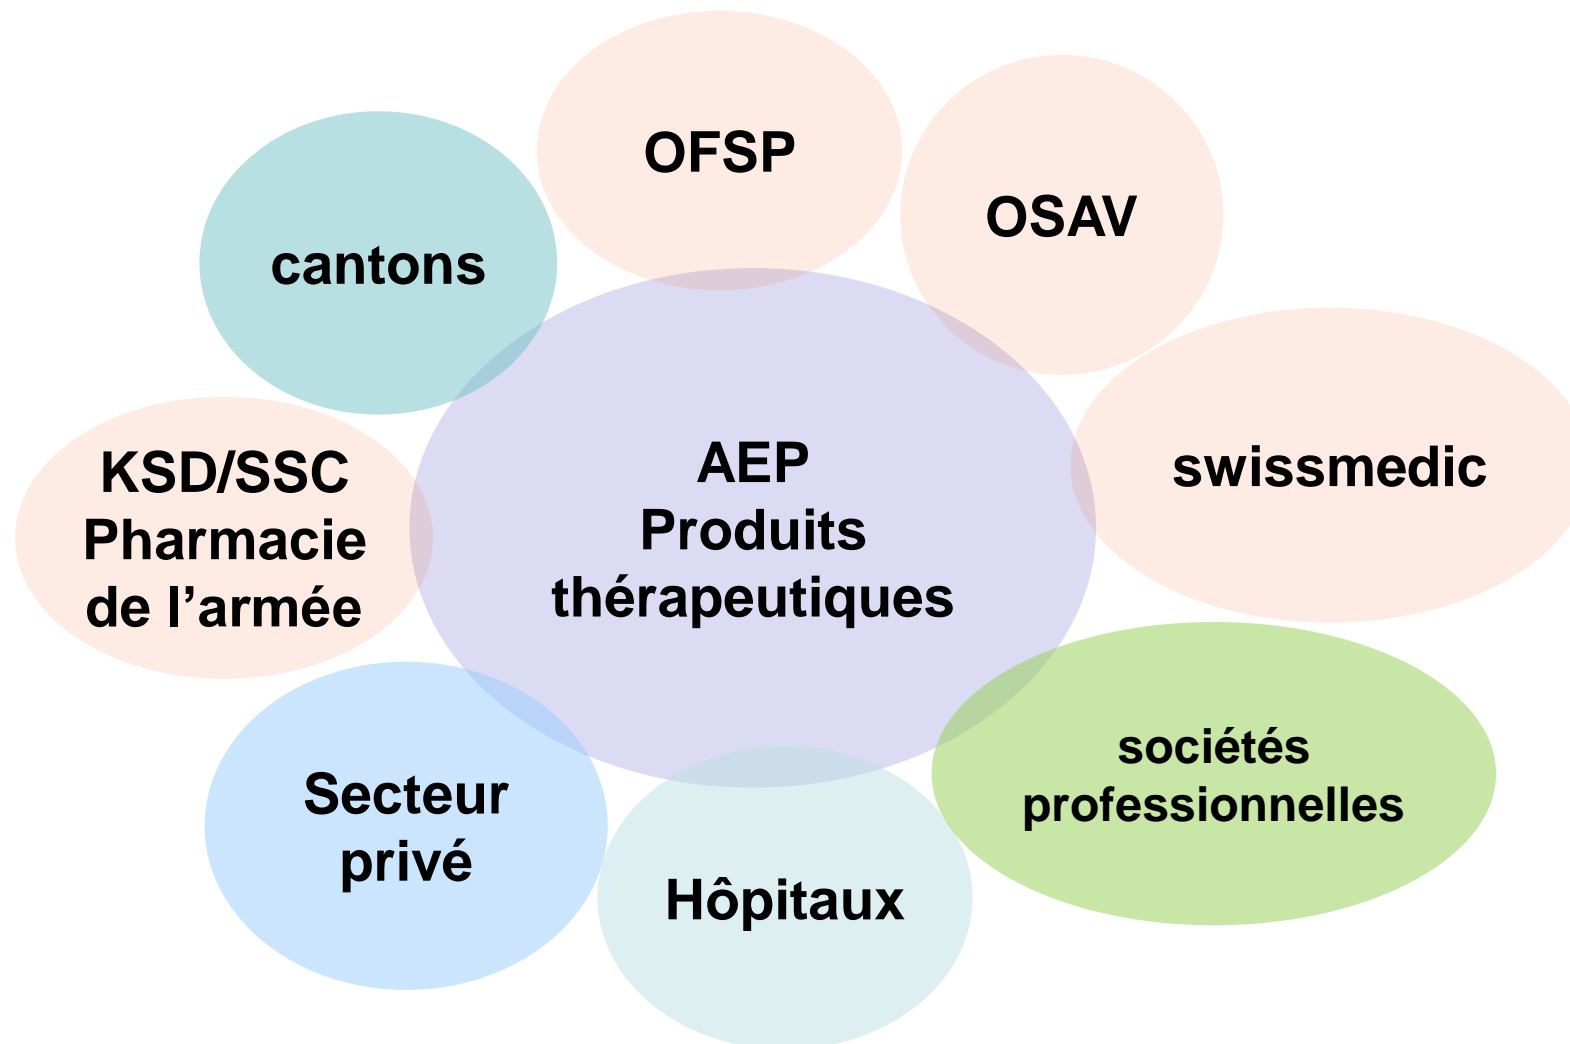 OFSP
OSAV
cantons
swissmedic
KSD/SSC
Pharmacie
de l’armée
AEP
Produits
thérapeutiques
sociétés
professionnelles
Secteur
privé
Hôpitaux